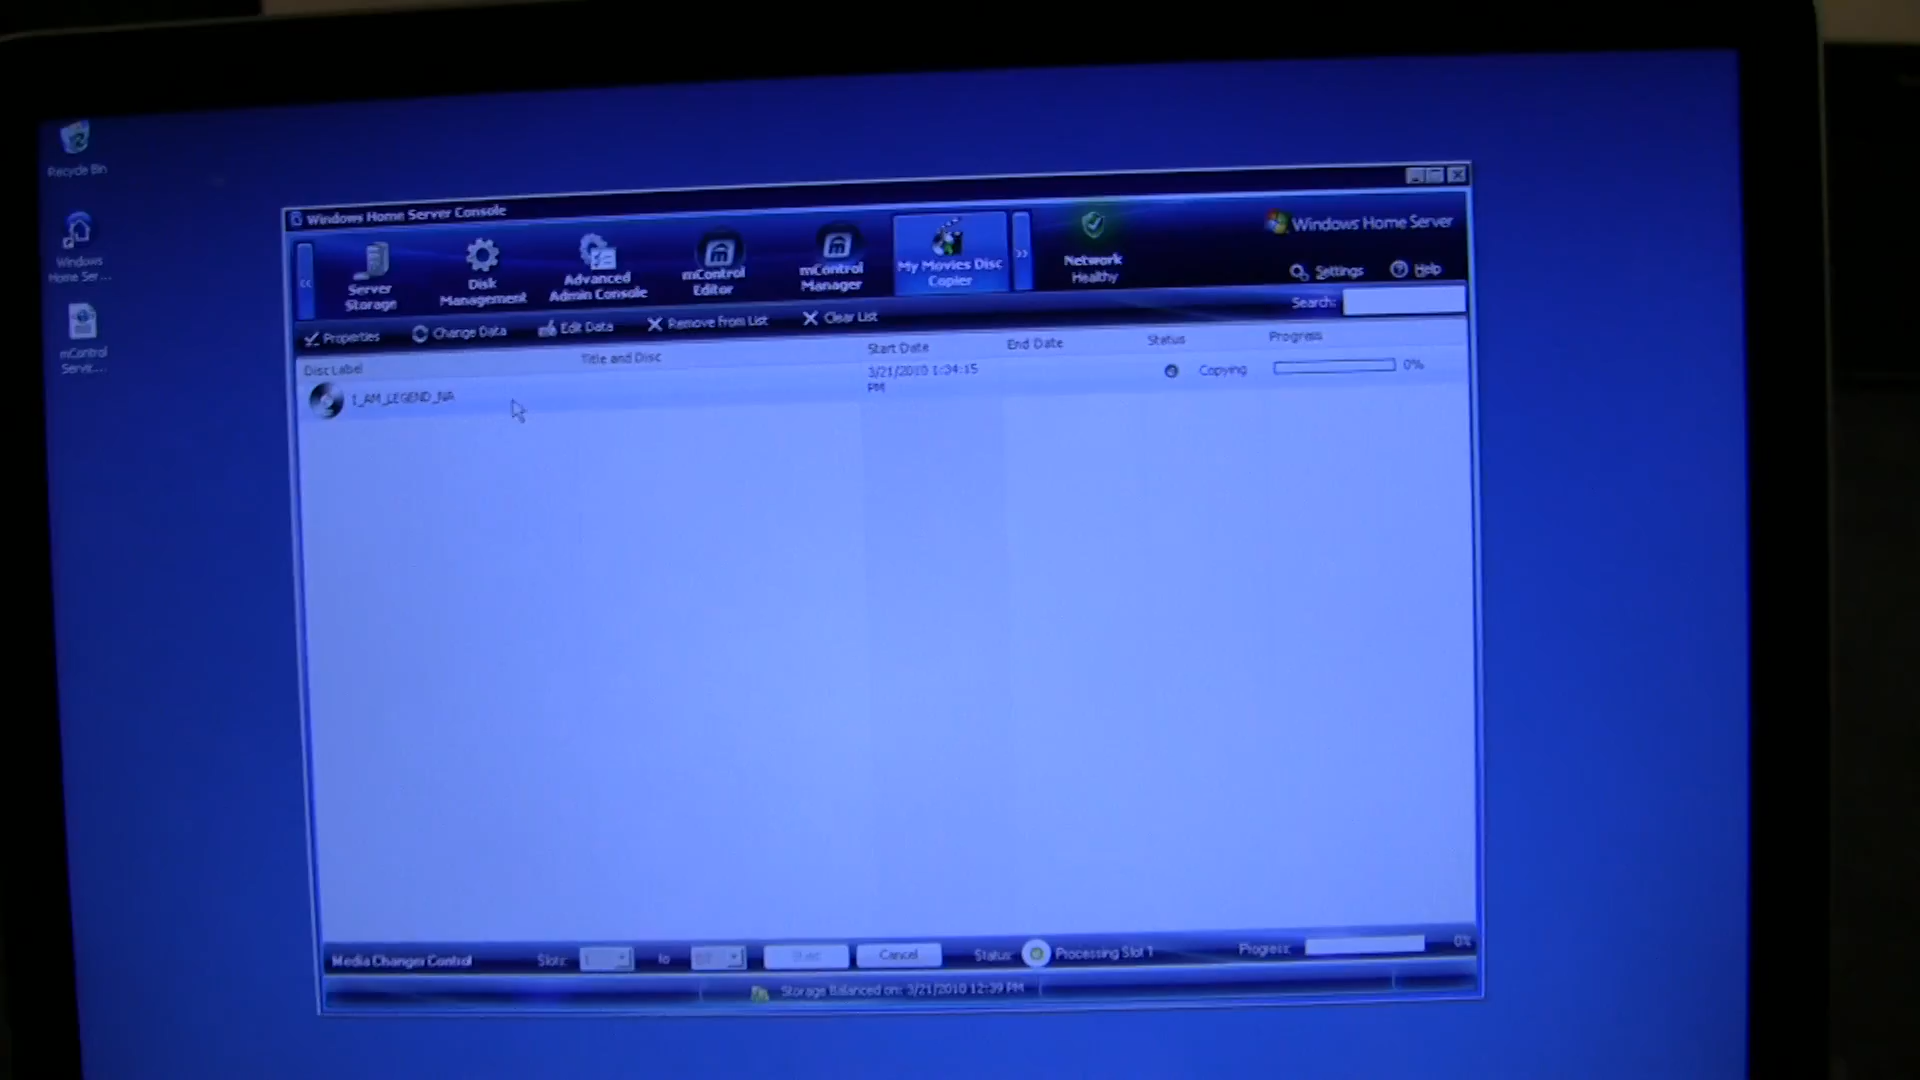 Recycle Bin
Windows
Home Ser...
mControl
Serve....
Windows Home Server Console
Server
Storage
Disk
Management
Advanced
Admin Console
mControl
Editor
mControl
Manager
My Movies Disc
Copier
Network
Healthy
Windows Home Server
Settings
Help
Search:
Properties
Change Data
Edit Data
Remove from List
Clear List
Disc Label
Title and Disc
Start Date
End Date
Status
Progress
I_AM_LEGEND_NA
3/21/2010 1:34:15
PM
Copying
0%
Media Changer Control
Slots:
to
Cancel
Status:
Processing Slot 1
Progress:
0%
Storage Balanced on: 3/21/2010 12:39 PM